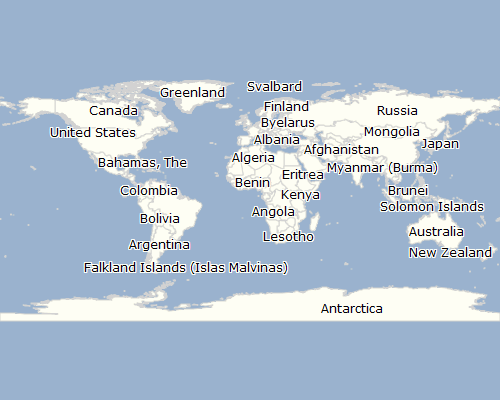 Svalbard
Greenland
Finland
Canada
Russia
Byelarus
United States
Mongolia
Albania
Japan
Afghanistan
Algeria
Bahamas, The
Myanmar (Burma)
Eritrea
Benin
Colombia
Brunei
Kenya
Solomon Islands
Angola
Bolivia
Australia
Lesotho
Argentina
New Zealand
Falkland Islands (Islas Malvinas)
Antarctica